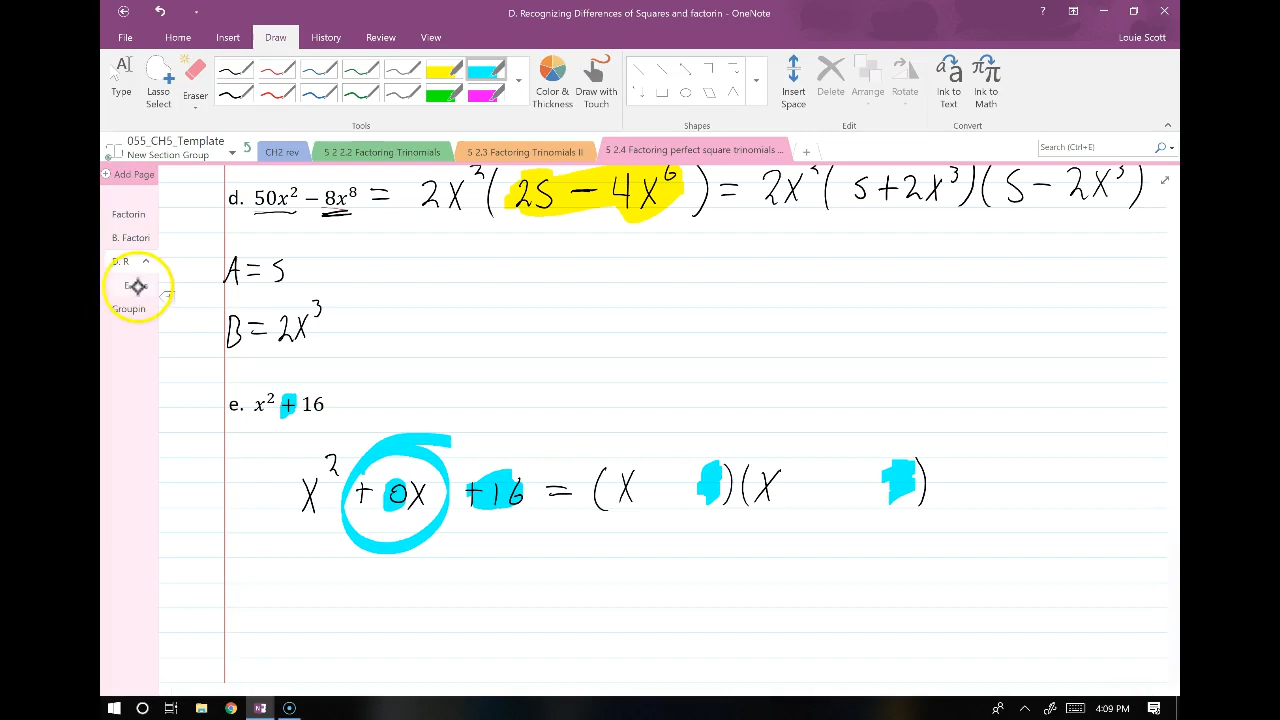 D. Recognizing Differences of Squares and factorin - OneNote
File Home Insert Draw History Review View Louie Scott
Type Lasso Select Eraser Color & Thickness Draw with Touch Insert Space Delete Arrange Rotate Ink to Text Ink to Math
Tools Shapes Edit Convert
055_CH5_Template
New Section Group CH2 rev 5 2 2.2 Factoring Trinomials 5 2.3 Factoring Trinomials II 5 2.4 Factoring perfect square trinomials ... Search (Ctrl+E)
Add Page
Factorin
B. Factori
D. R
Groupin
d. 50x² − 8x⁸ = 2x²(25 − 4x⁶) = 2x²(5+2x³)(5 − 2x³)
A = 5
B = 2x³
e. x² + 16
x² + 0x + 16 = (x )(x )
4:09 PM